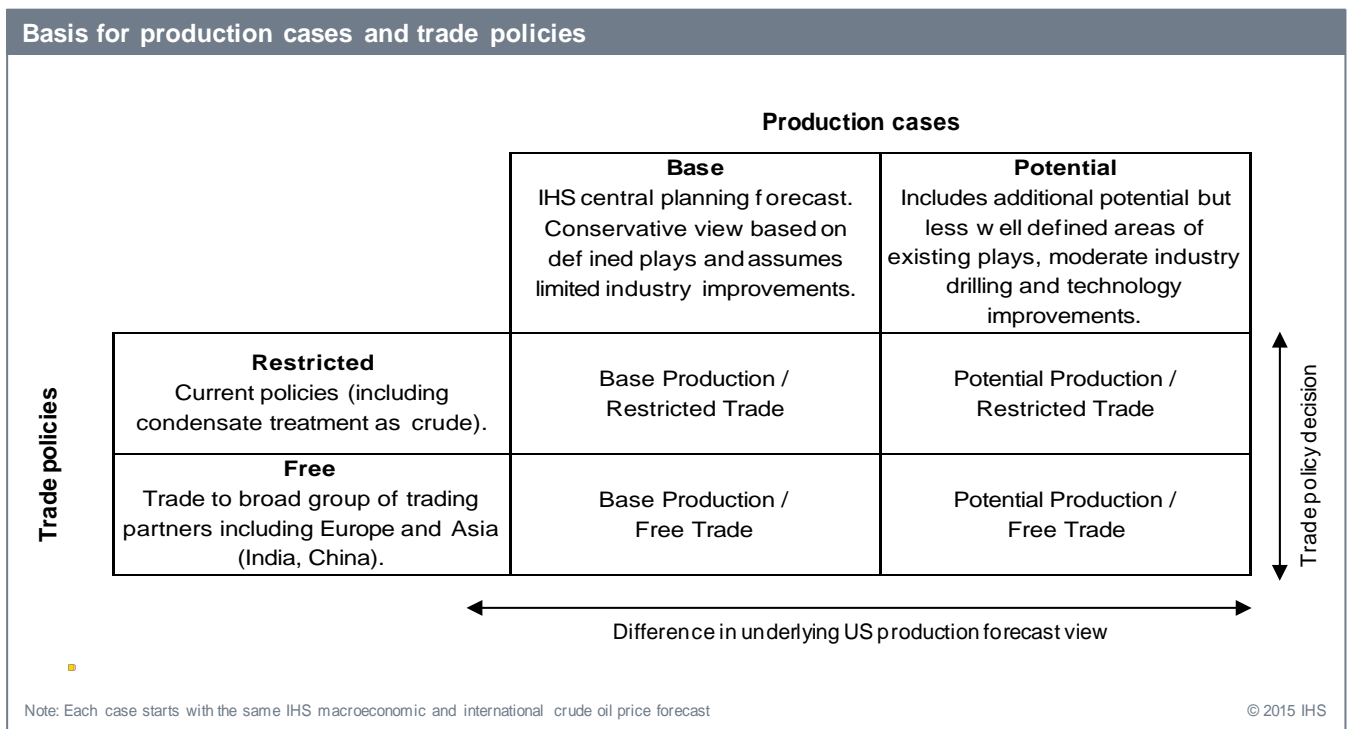 Basis for production cases and trade policies
Production cases
Base
IHS central planning forecast.
Conservative view based on
defined plays and assumes
limited industry improvements.
Potential
Includes additional potential but
less well defined areas of
existing plays, moderate industry
drilling and technology
improvements.
Trade policies
Restricted
Current policies (including
condensate treatment as crude).
Base Production /
Restricted Trade
Potential Production /
Restricted Trade
Free
Trade to broad group of trading
partners including Europe and Asia
(India, China).
Base Production /
Free Trade
Potential Production /
Free Trade
Trade policy decision
Difference in underlying US production forecast view
Note: Each case starts with the same IHS macroeconomic and international crude oil price forecast
© 2015 IHS